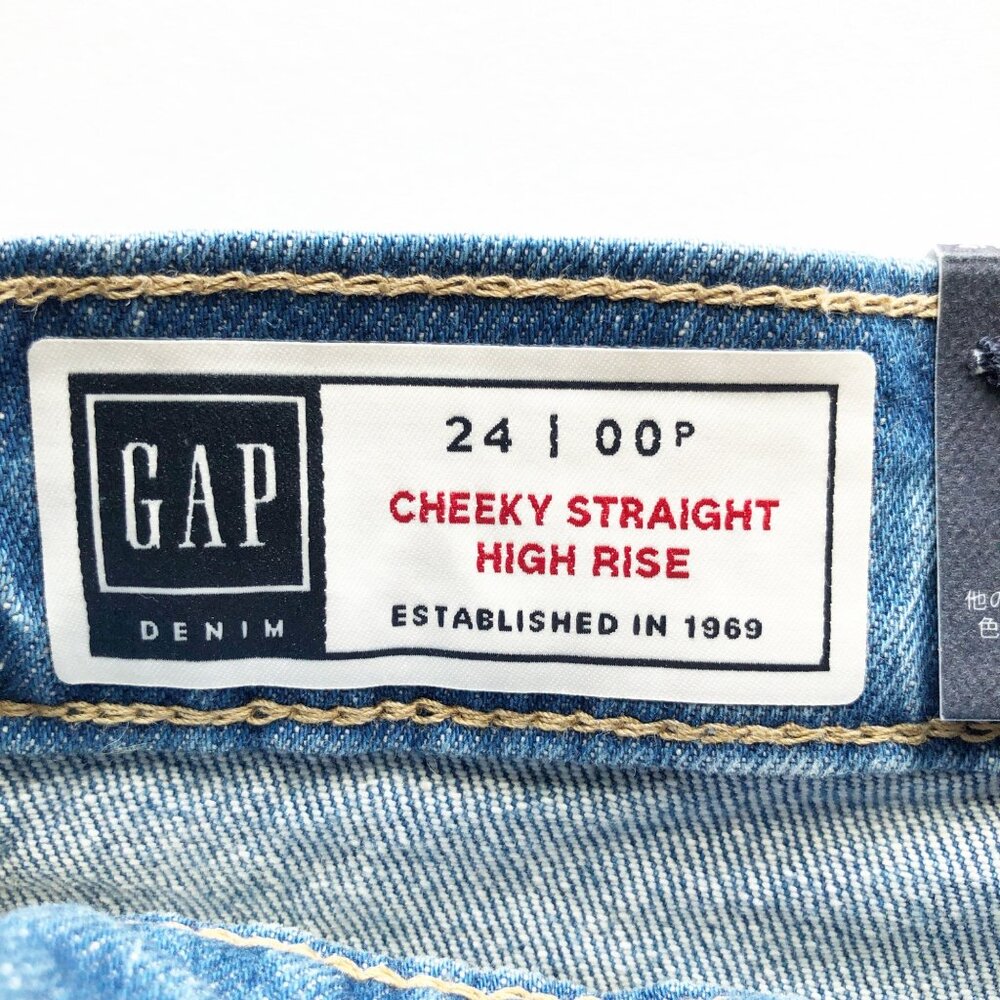 GAP
DENIM
24 | 00P
CHEEKY STRAIGHT
HIGH RISE
ESTABLISHED IN 1969
他の
色